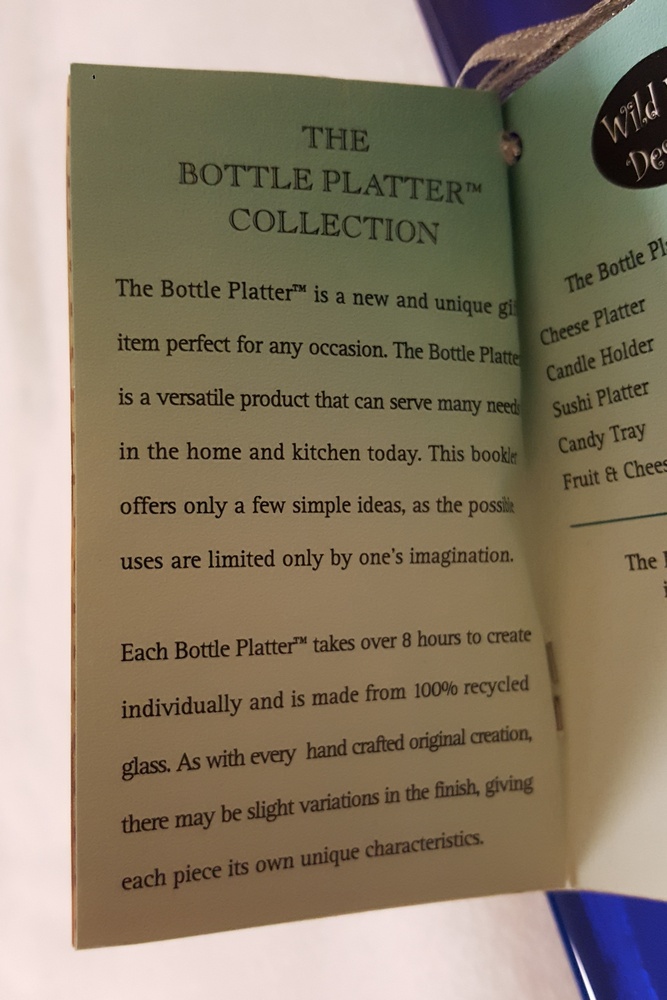 THE
BOTTLE PLATTER™
COLLECTION
The Bottle Platter™ is a new and unique
item perfect for any occasion. The Bottle Platte
is a versatile product that can serve many needs
in the home and kitchen today. This
offers only a few simple ideas, as the possible
uses are limited only by one's imagination.
Each Bottle Platter™ takes over 8 hours to create
individually and is made from 100% recycled
glass. As with every hand crafted original creation,
there may be slight variations in the finish, giving
each piece its own unique characteristics.
Wild
The Bottle
Cheese Platter
Candle Holder
Sushi Platter
Candy Tray
Fruit &
The